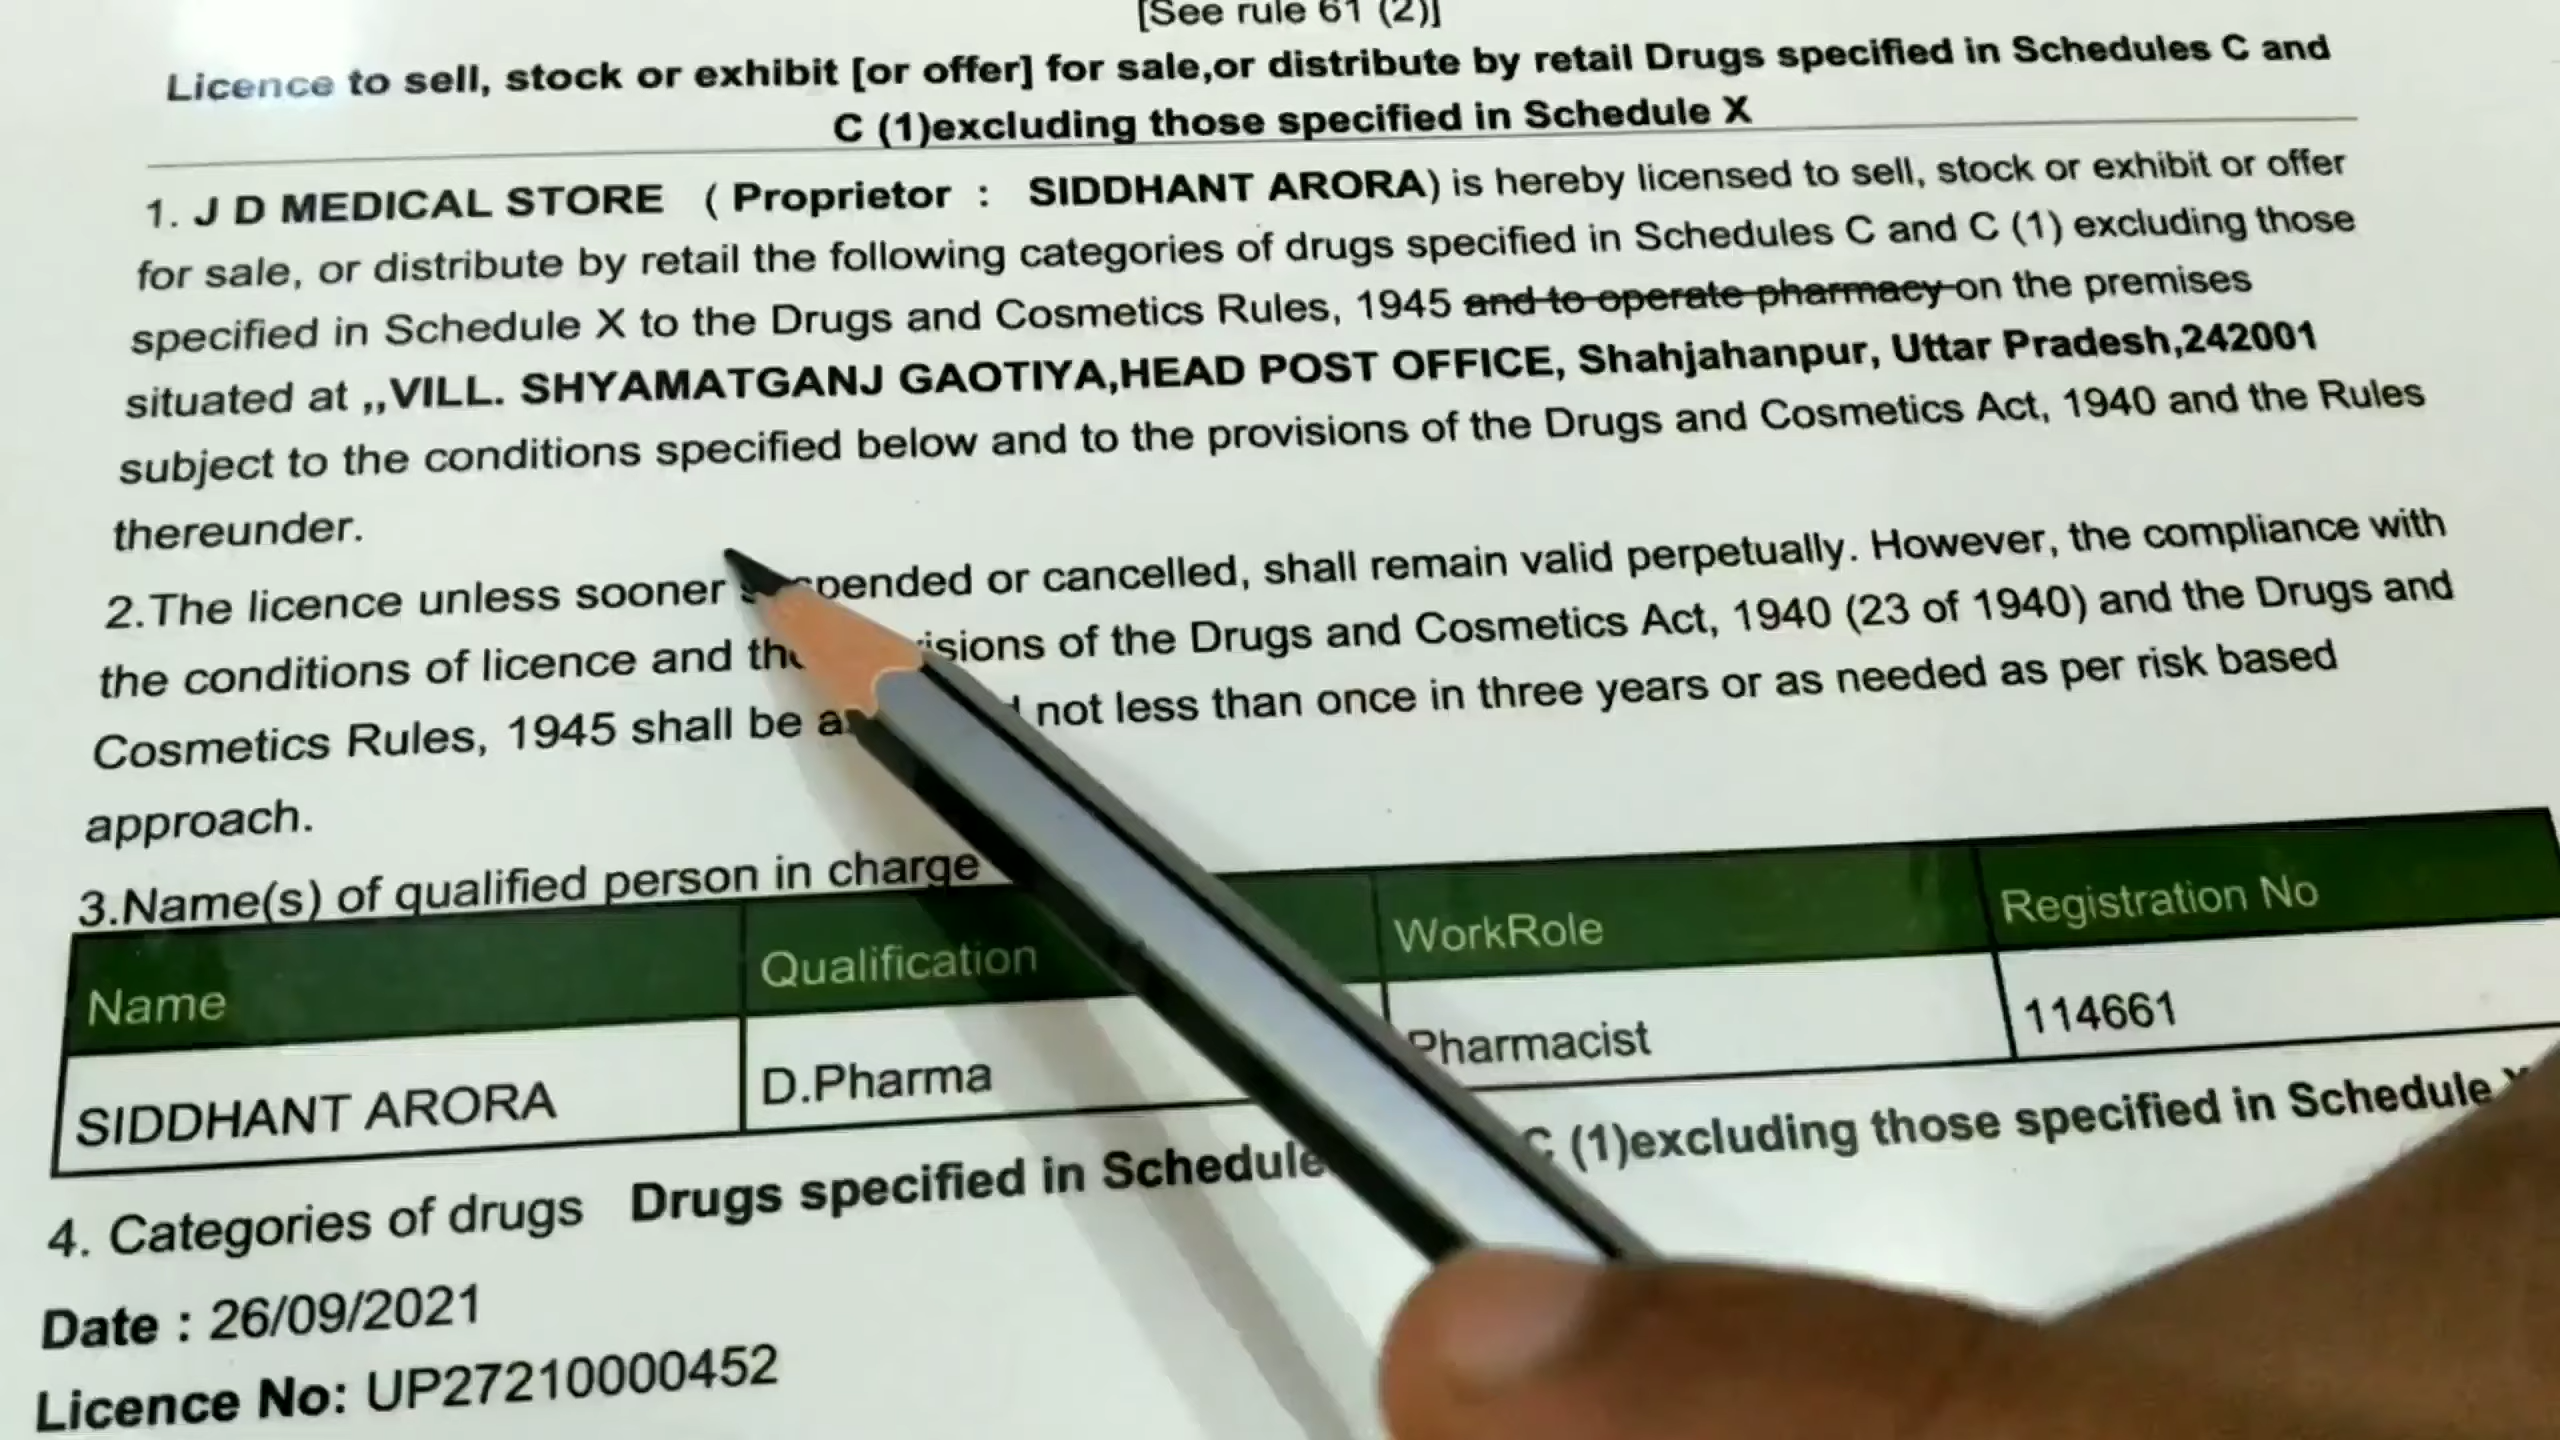 [See rule 61 (2)]
Licence to sell, stock or exhibit [or offer] for sale,or distribute by retail Drugs specified in Schedules C and
C (1)excluding those specified in Schedule X
1. J D MEDICAL STORE ( Proprietor : SIDDHANT ARORA) is hereby licensed to sell, stock or exhibit or offer
for sale, or distribute by retail the following categories of drugs specified in Schedules C and C (1) excluding those
specified in Schedule X to the Drugs and Cosmetics Rules, 1945 and to operate pharmacy on the premises
situated at ,,VILL. SHYAMATGANJ GAOTIYA,HEAD POST OFFICE, Shahjahanpur, Uttar Pradesh,242001
subject to the conditions specified below and to the provisions of the Drugs and Cosmetics Act, 1940 and the Rules
thereunder.
2.The licence unless sooner or cancelled, shall remain valid perpetually. However, the compliance with
the conditions of licence and of the Drugs and Cosmetics Act, 1940 (23 of 1940) and the Drugs and
Cosmetics Rules, 1945 shall be not less than once in three years or as needed as per risk based
approach.
3.Name(s) of qualified person in charge
Name Qualification WorkRole Registration No
SIDDHANT ARORA D.Pharma Pharmacist 114661
4. Categories of drugs Drugs specified in C (1)excluding those specified in Schedule
Date : 26/09/2021
Licence No: UP27210000452